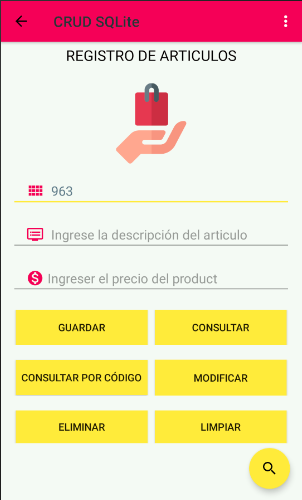 CRUD SQLite
REGISTRO DE ARTICULOS
963
Ingrese la descripción del articulo
Ingreser el precio del product
GUARDAR
CONSULTAR
CONSULTAR POR CÓDIGO
MODIFICAR
ELIMINAR
LIMPIAR